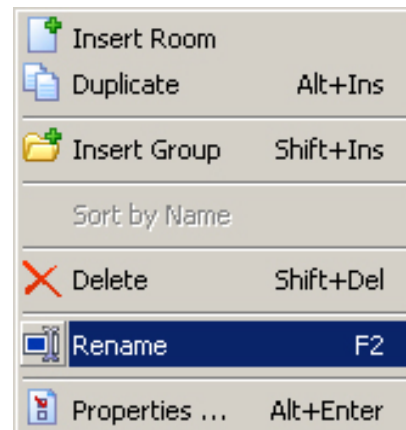 Insert Room
Duplicate Alt+Ins
Insert Group Shift+Ins
Sort by Name
Delete Shift+Del
Rename F2
Properties ... Alt+Enter